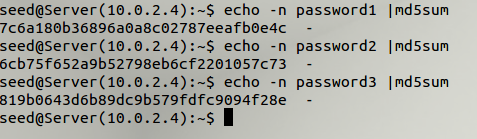 seed@Server(10.0.2.4):~$ echo -n password1 |md5sum
7c6a180b36896a0a8c02787eeafb0e4c  -
seed@Server(10.0.2.4):~$ echo -n password2 |md5sum
6cb75f652a9b52798eb6cf2201057c73  -
seed@Server(10.0.2.4):~$ echo -n password3 |md5sum
819b0643d6b89dc9b579fdfc9094f28e  -
seed@Server(10.0.2.4):~$